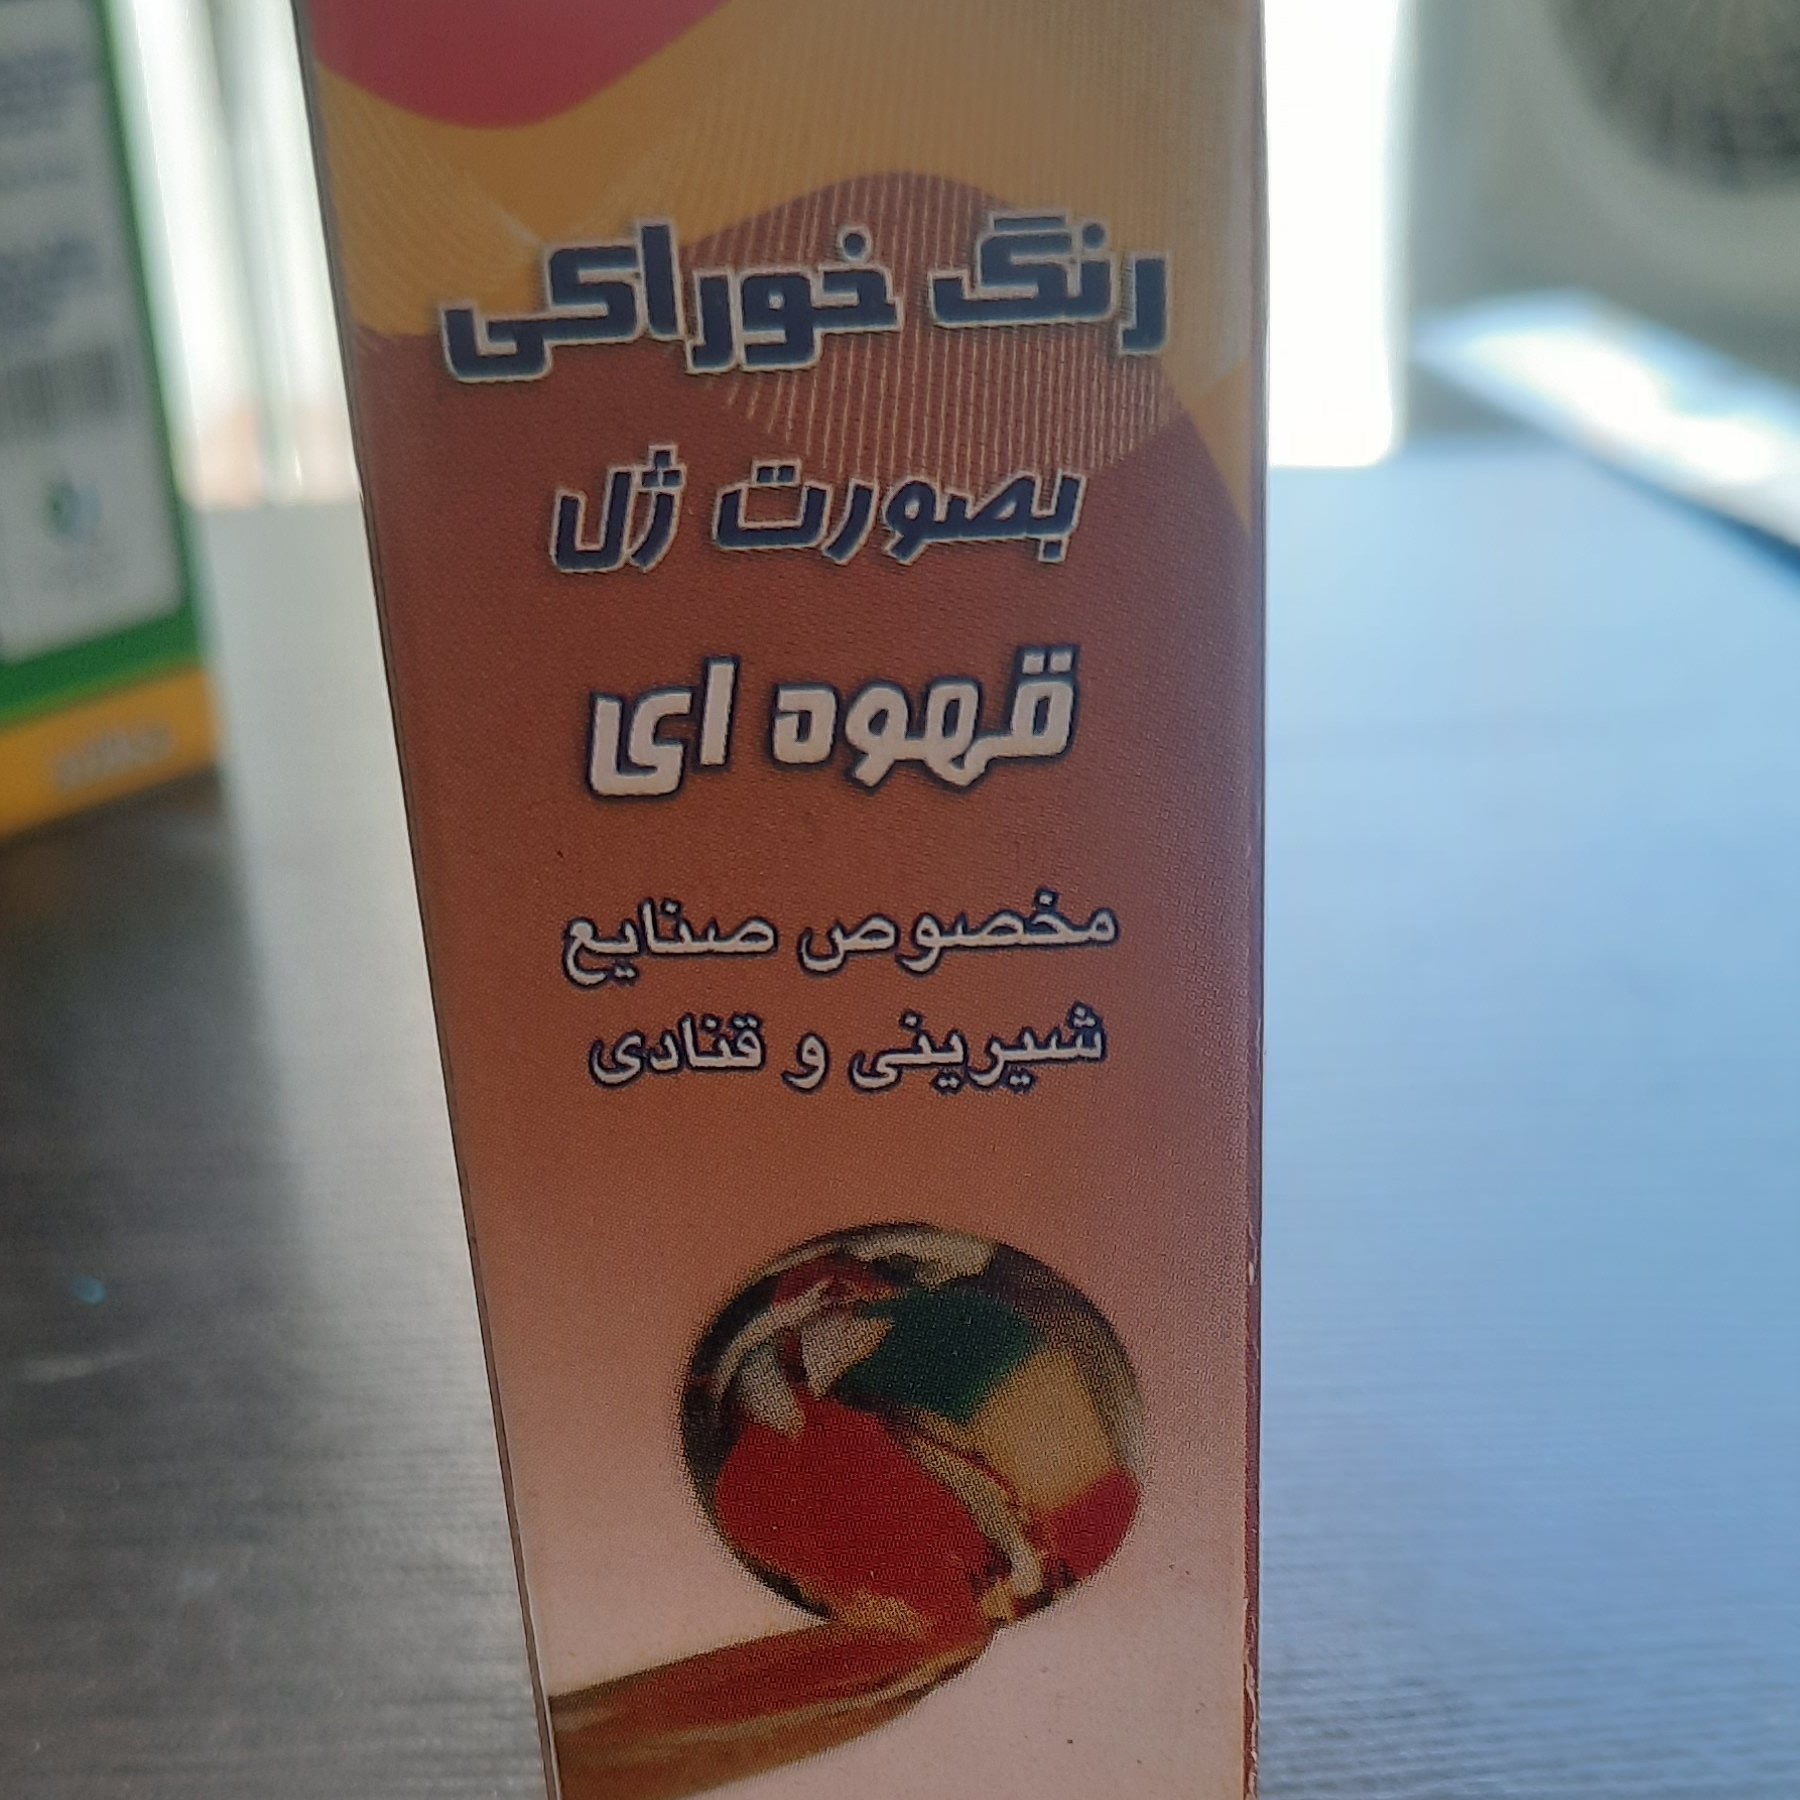 رنگ خوراکی
بصورت ژل
قهوه ای
مخصوص صنایع
شیرینی و قنادی